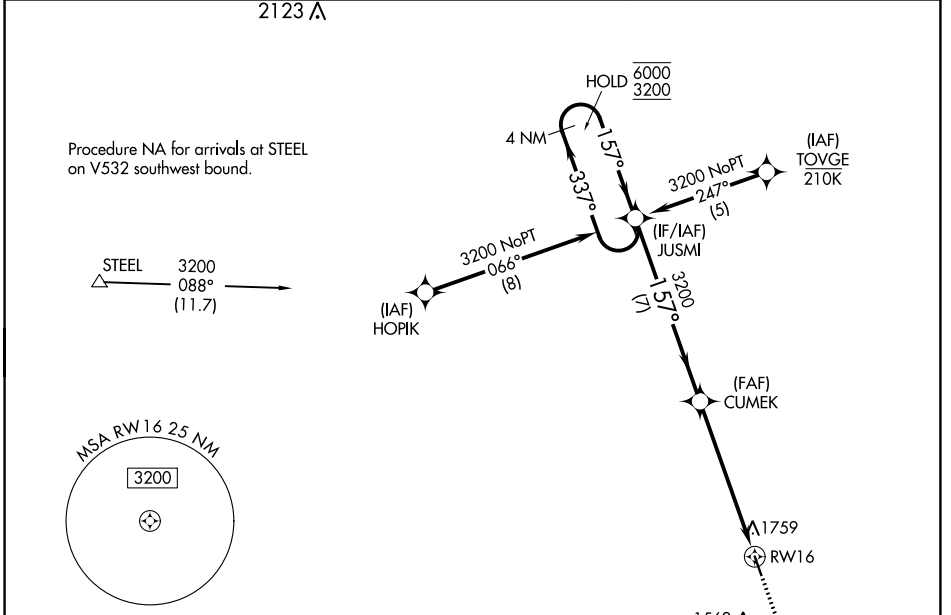 2123
HOLD 6000
3200
4 NM
157°
337°
Procedure NA for arrivals at STEEL
on V532 southwest bound.
(IAF)
TOVGE
210K
3200 NoPT
247°
(5)
(IF/IAF)
JUSMI
3200 NoPT
066°
(8)
STEEL
3200
088°
(11.7)
(IAF)
HOPIK
3200
157°
(7)
(FAF)
CUMEK
MSA RW16 25 NM
3200
1759
RW16